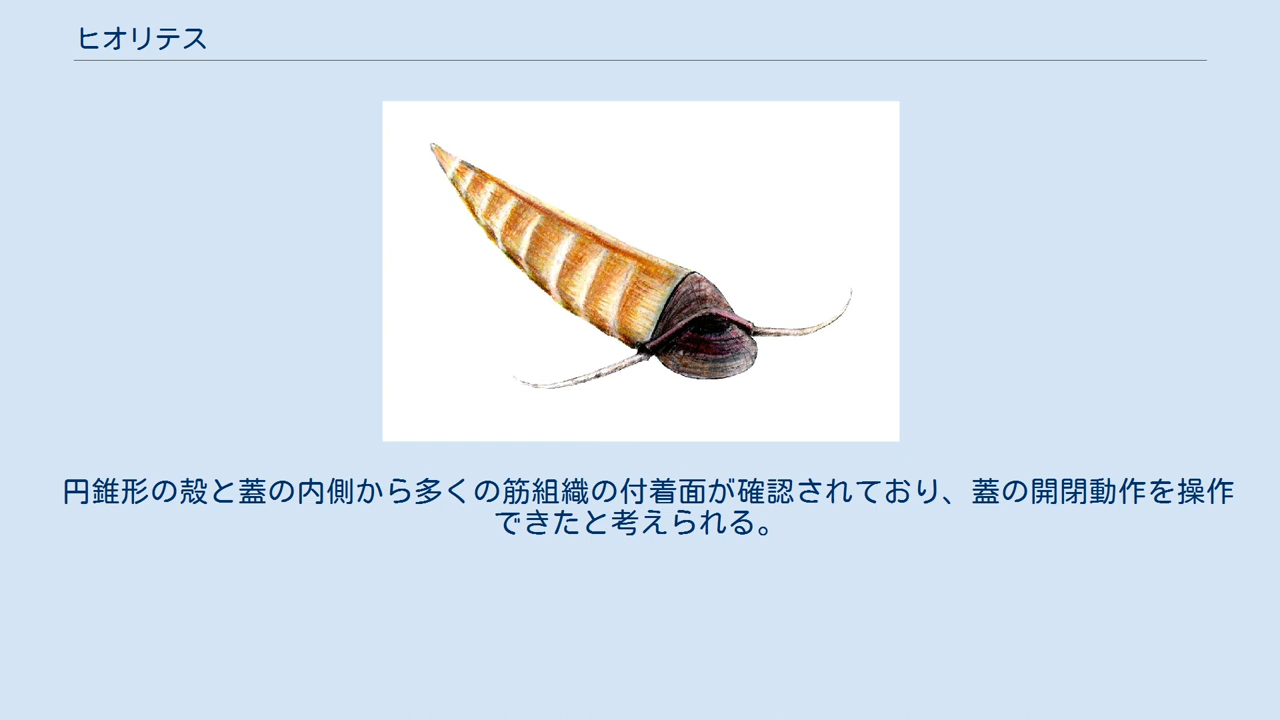 ヒオリテス
円錐形の殻と蓋の内側から多くの筋組織の付着面が確認されており、蓋の開閉動作を操作
できたと考えられる。